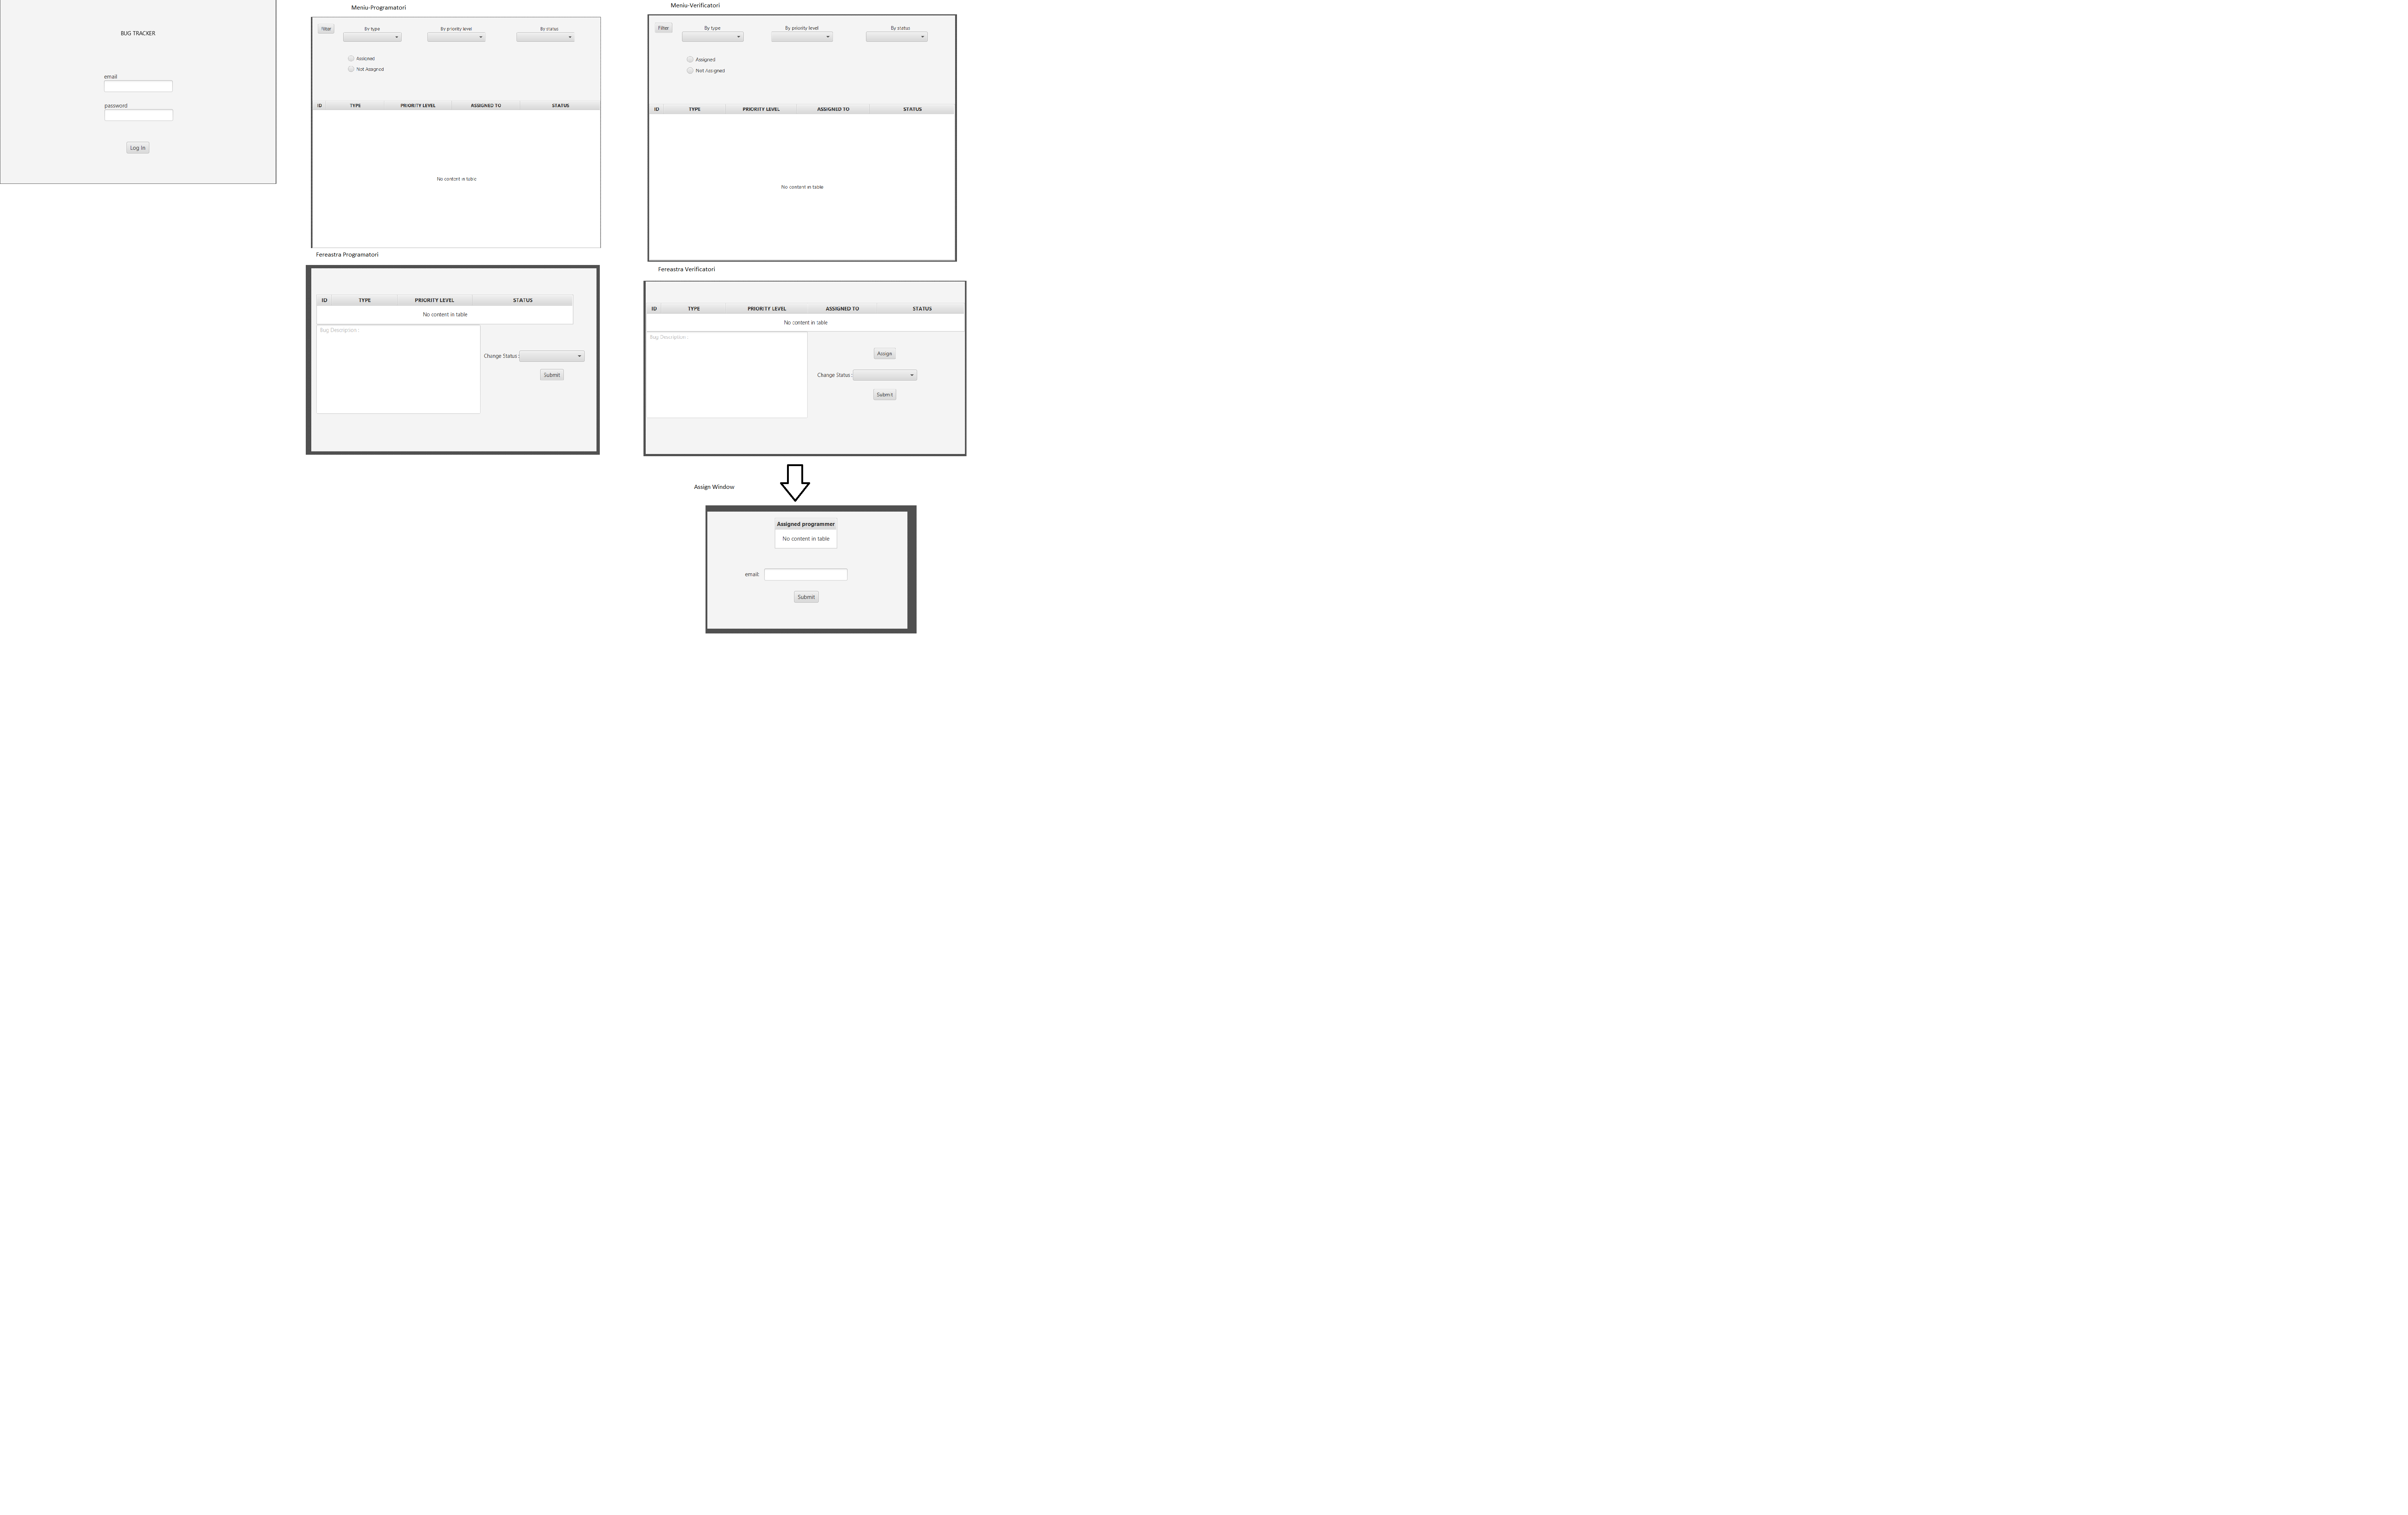 BUG TRACKER
email
password
Log In
Meniu-Programatori
Filter
By type
By priority level
By status
Assigned
Not Assigned
ID TYPE PRIORITY LEVEL ASSIGNED TO STATUS
No content in table
Fereastra Programatori
ID TYPE PRIORITY LEVEL STATUS
No content in table
Bug Description
Change Status :
Submit
Meniu-Verificatori
Filter
By type
By priority level
By status
Assigned
Not Assigned
ID TYPE PRIORITY LEVEL ASSIGNED TO STATUS
No content in table
Fereastra Verificatori
ID TYPE PRIORITY LEVEL ASSIGNED TO STATUS
No content in table
Bug Description
Assign
Change Status :
Submit
Assign Window
Assigned programmer
No content in table
email:
Submit